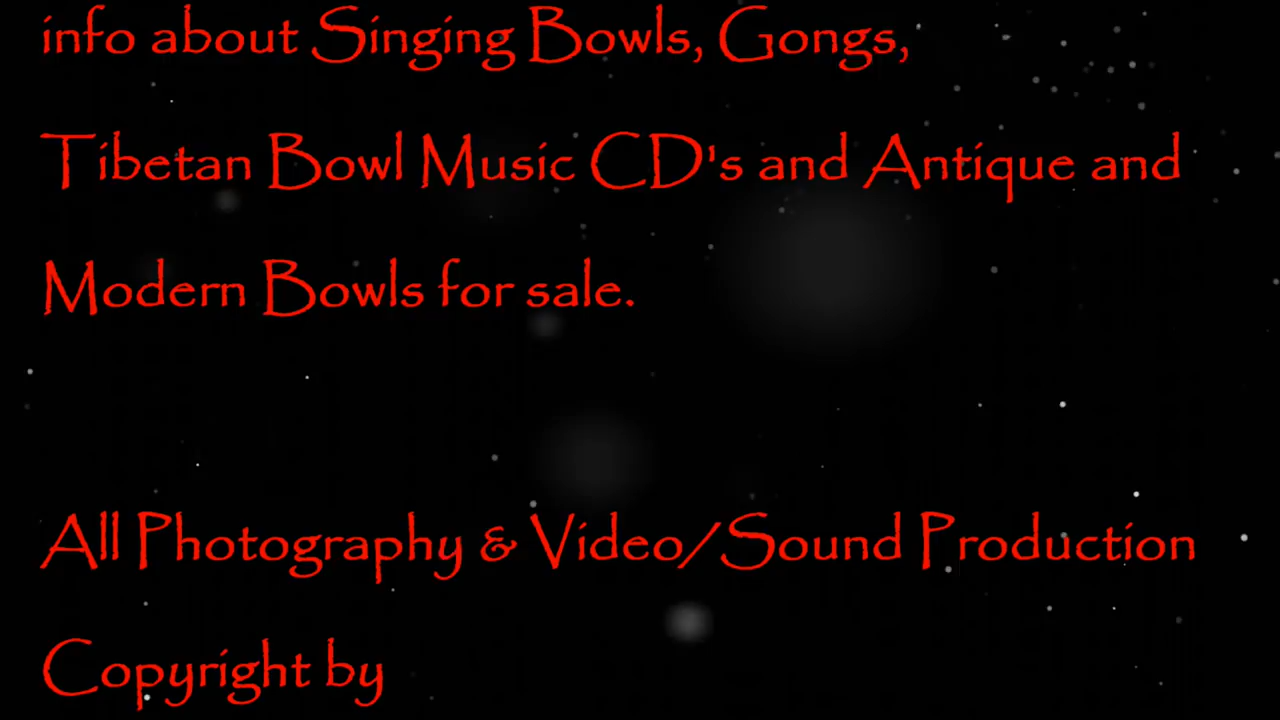 info about Singing Bowls, Gongs,
Tibetan Bowl Music CD's and Antique and
Modern Bowls for sale.
All Photography & Video/Sound Production
Copyright by